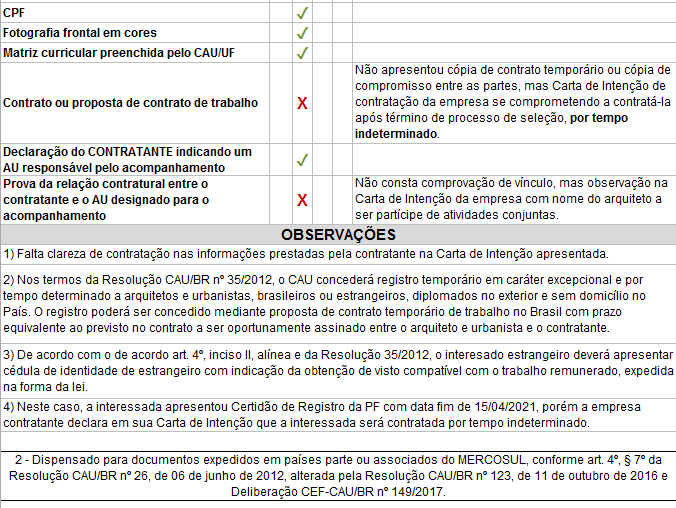 CPF ✓
Fotografia frontal em cores ✓
Matriz curricular preenchida pelo CAU/UF ✓
Contrato ou proposta de contrato de trabalho X
Não apresentou cópia de contrato temporário ou cópia de
compromisso entre as partes, mas Carta de Intenção de
contratação da empresa se comprometendo a contratá-la
após término de processo de seleção, por tempo
indeterminado.
Declaração do CONTRATANTE indicando um
AU responsável pelo acompanhamento ✓
Prova da relação contratural entre o
contratante e o AU designado para o
acompanhamento X
Não consta comprovação de vínculo, mas observação na
Carta de Intenção da empresa com nome do arquiteto a
ser partícipe de atividades conjuntas.
OBSERVAÇÕES
1) Falta clareza de contratação nas informações prestadas pela contratante na Carta de Intenção apresentada.
2) Nos termos da Resolução CAU/BR nº 35/2012, o CAU concederá registro temporário em caráter excepcional e por
tempo determinado a arquitetos e urbanistas, brasileiros ou estrangeiros, diplomados no exterior e sem domicílio no
País. O registro poderá ser concedido mediante proposta de contrato temporário de trabalho no Brasil com prazo
equivalente ao previsto no contrato a ser oportunamente assinado entre o arquiteto e urbanista e o contratante.
3) De acordo com o de acordo art. 4º, inciso II, alínea e da Resolução 35/2012, o interesado estrangeiro deverá apresentar
cédula de identidade de estrangeiro com indicação da obtenção de visto compatível com o trabalho remunerado, expedida
na forma da lei.
4) Neste caso, a interessada apresentou Certidão de Registro da PF com data fim de 15/04/2021, porém a empresa
contratante declara em sua Carta de Intenção que a interessada será contratada por tempo indeterminado.
2 - Dispensado para documentos expedidos em países parte ou associados do MERCOSUL, conforme art. 4º, § 7º da
Resolução CAU/BR nº 26, de 06 de junho de 2012, alterada pela Resolução CAU/BR nº 123, de 11 de outubro de 2016 e
Deliberação CEF-CAU/BR nº 149/2017.